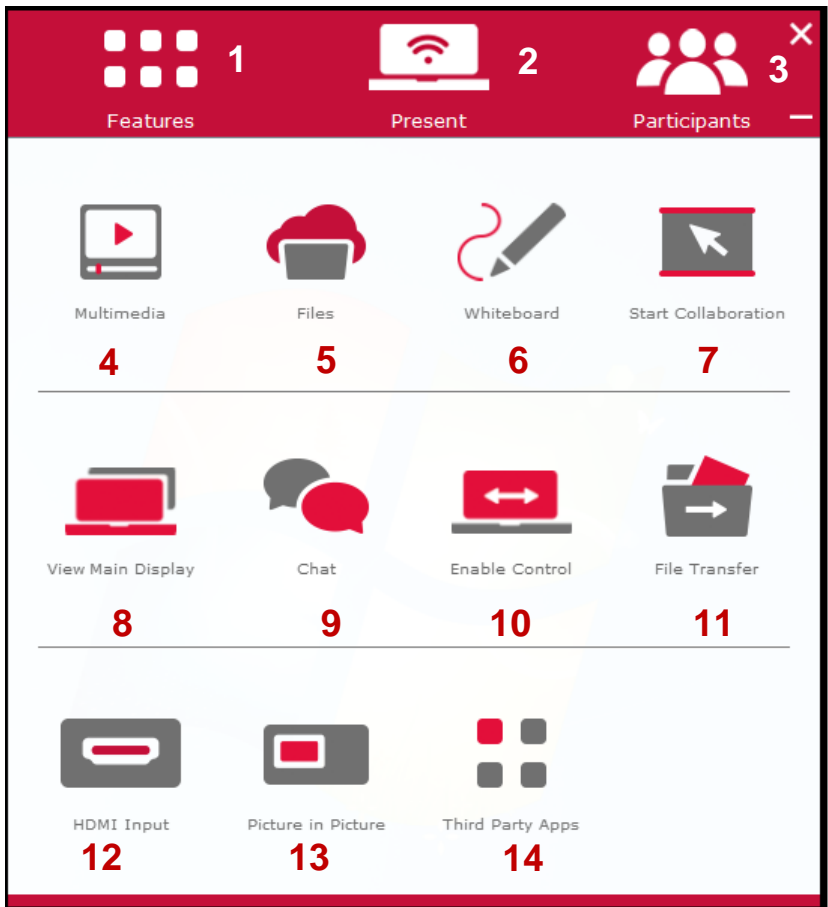 1 2 3
Features Present Participants
Multimedia Files Whiteboard Start Collaboration
4 5 6 7
View Main Display Chat Enable Control File Transfer
8 9 10 11
HDMI Input Picture in Picture Third Party Apps
12 13 14